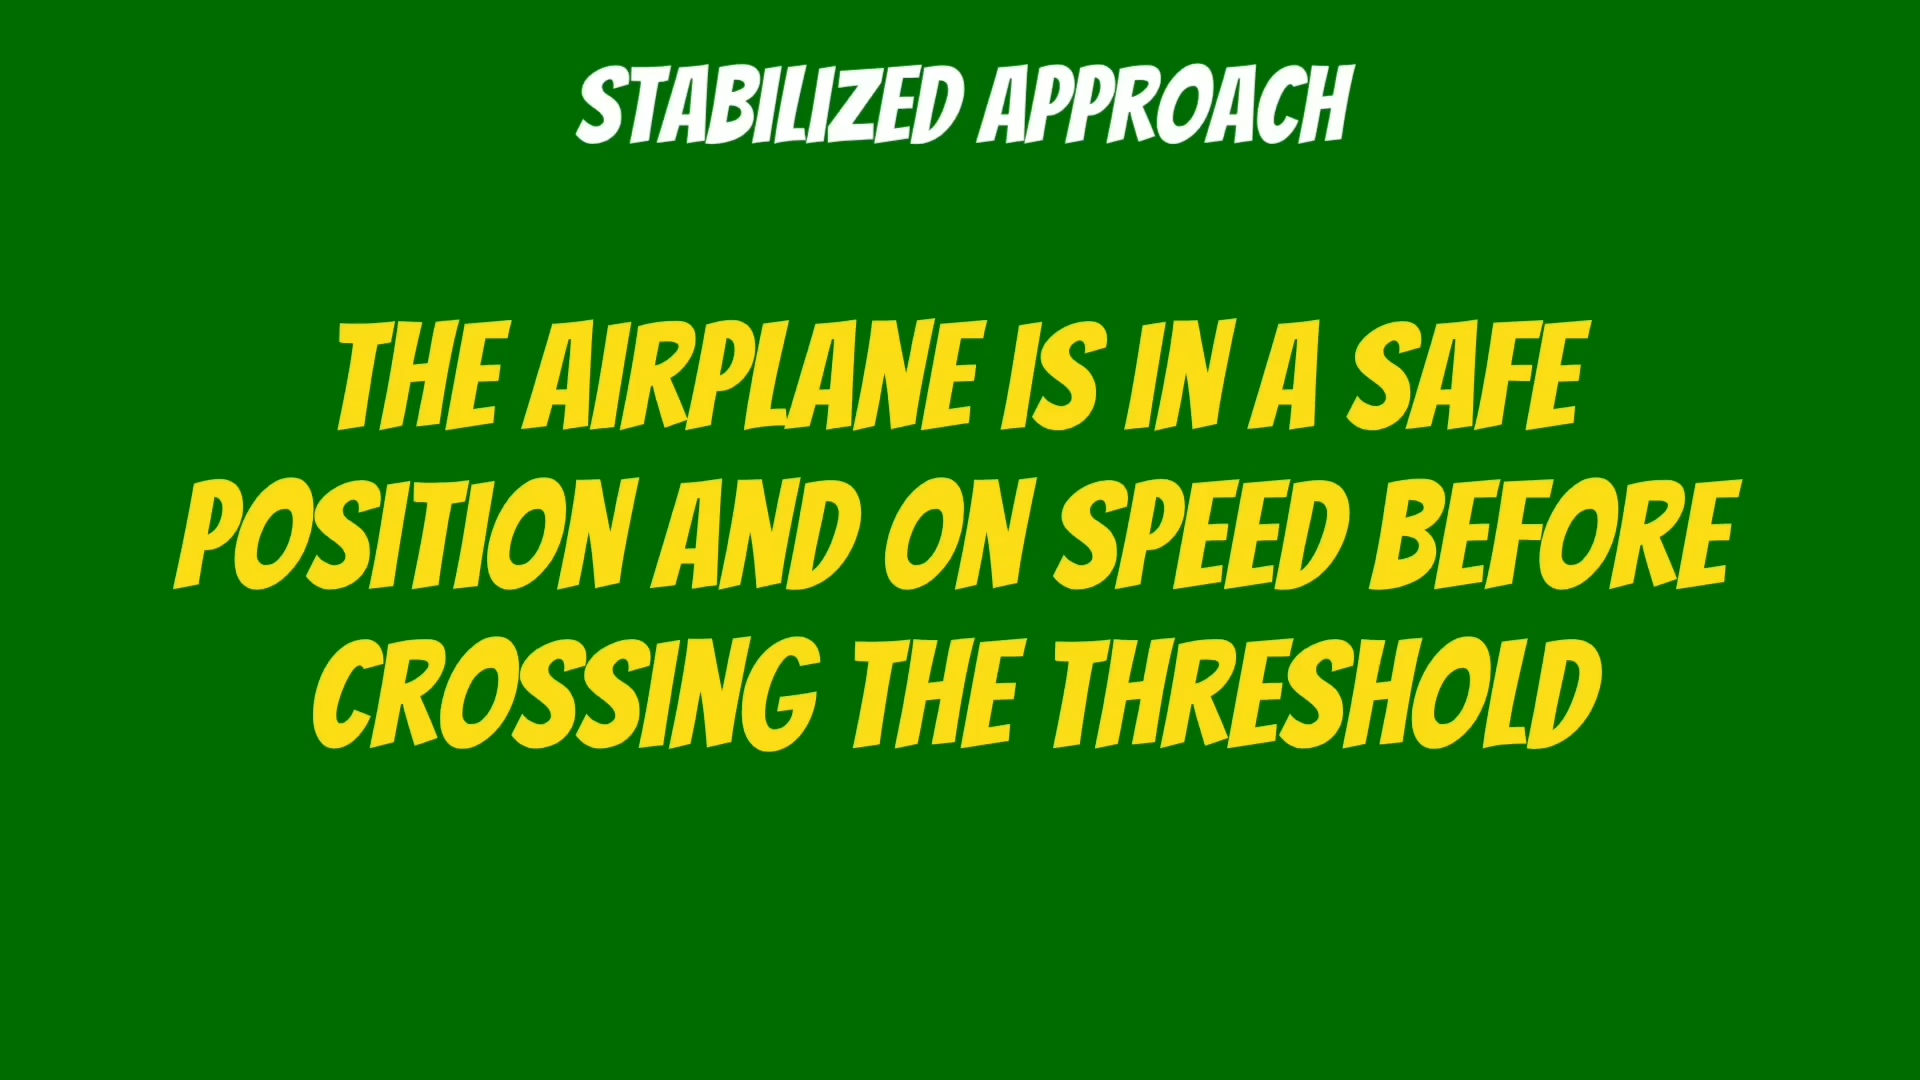 STABILIZED APPROACH
THE AIRPLANE IS IN A SAFE
POSITION AND ON SPEED BEFORE
CROSSING THE THRESHOLD